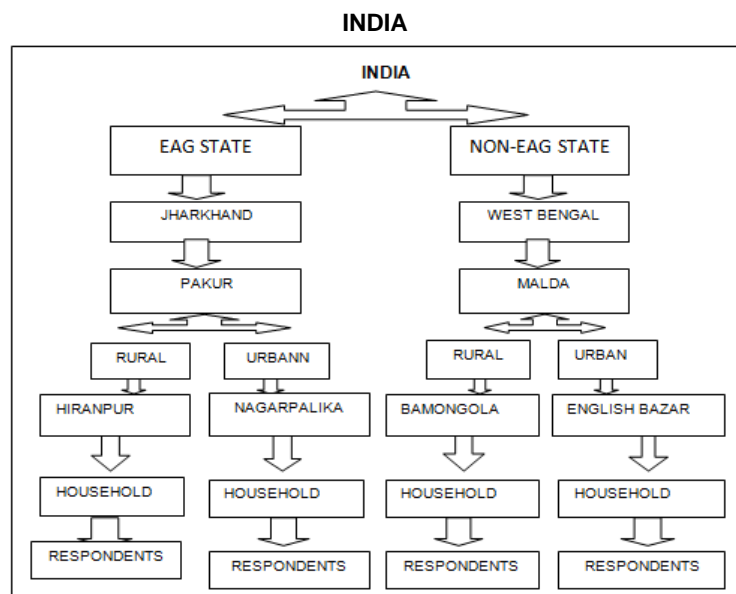 INDIA
INDIA
EAG STATE
NON-EAG STATE
JHARKHAND
WEST BENGAL
PAKUR
MALDA
RURAL
URBANN
RURAL
URBAN
HIRANPUR
NAGARPALIKA
BAMONGOLA
ENGLISH BAZAR
HOUSEHOLD
HOUSEHOLD
HOUSEHOLD
HOUSEHOLD
RESPONDENTS
RESPONDENTS
RESPONDENTS
RESPONDENTS